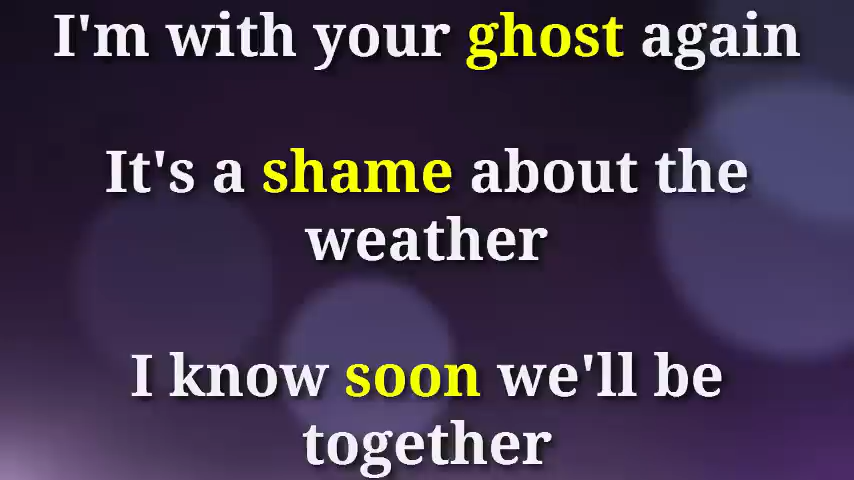 I'm with your ghost again
It's a shame about the
weather
I know soon we'll be
together